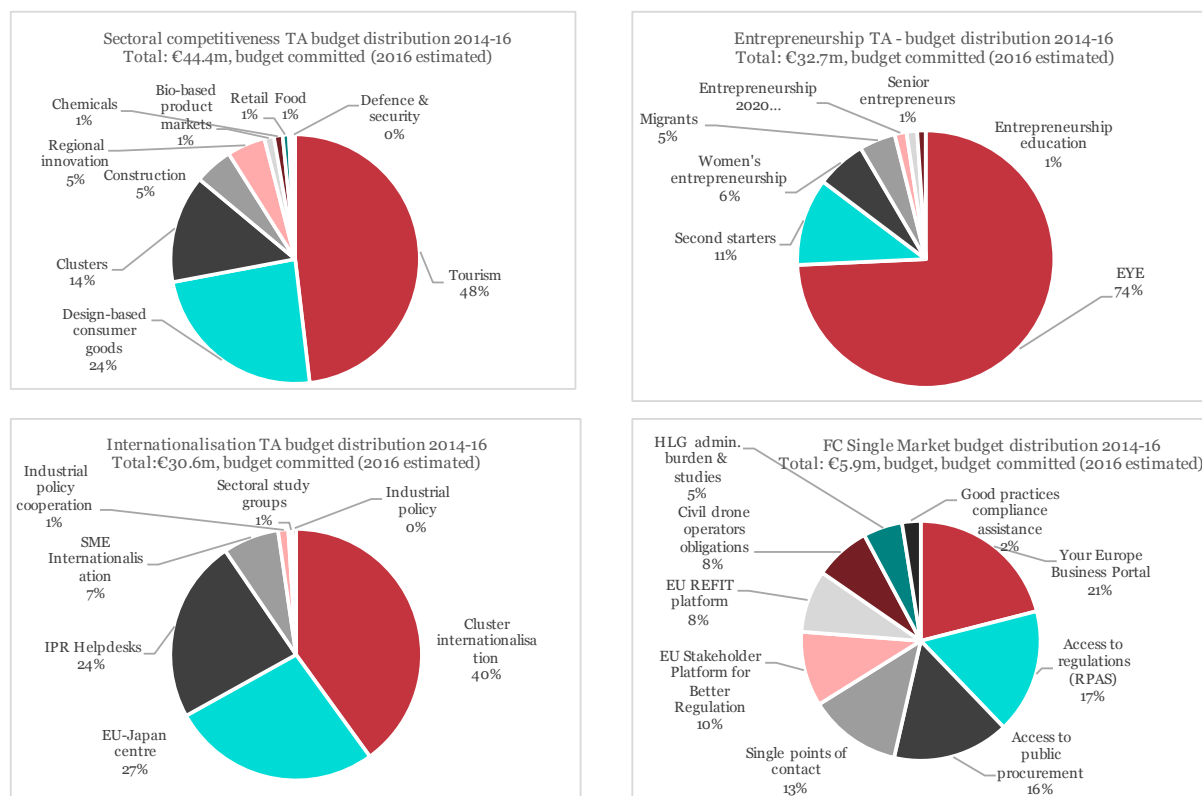 Sectoral competitiveness TA budget distribution 2014-16
Total: €44.4m, budget committed (2016 estimated)
Chemicals
1%
Bio-based
product
markets
1%
Retail
1%
Food
1%
Defence &
security
0%
Regional
innovation
5%
Construction
5%
Clusters
14%
Design-based
consumer
goods
24%
Tourism
48%
Entrepreneurship TA - budget distribution 2014-16
Total: €32.7m, budget committed (2016 estimated)
Entrepreneurship
2020...
Senior
entrepreneurs
1%
Entrepreneurship
education
1%
Migrants
5%
Women's
entrepreneurship
6%
Second starters
11%
EYE
74%
Internationalisation TA budget distribution 2014-16
Total:€30.6m, budget committed (2016 estimated)
Industrial
policy
cooperation
1%
Sectoral study
groups
1%
Industrial
policy
0%
SME
Internationalis
ation
7%
IPR Helpdesks
24%
EU-Japan
centre
27%
Cluster
internationalisa
tion
40%
FC Single Market budget distribution 2014-16
Total: €5.9m, budget, budget committed (2016 estimated)
HLG admin.
burden &
studies
5%
Good practices
compliance
assistance
2%
Civil drone
operators
obligations
8%
Your Europe
Business Portal
21%
EU REFIT
platform
8%
Access to
regulations
(RPAS)
17%
EU Stakeholder
Platform for
Better
Regulation
10%
Single points of
contact
13%
Access to
public
procurement
16%